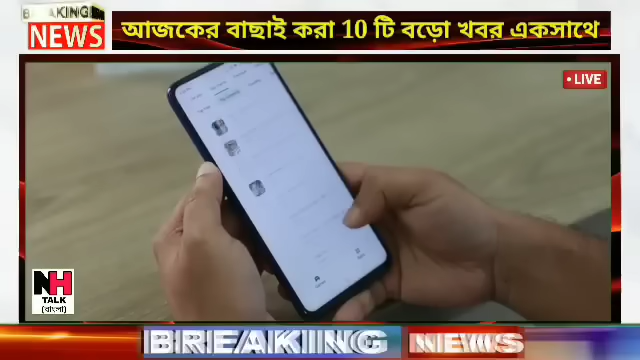 BREAKING
NEWS
আজকের বাছাই করা 10 টি বড়ো খবর একসাথে
• LIVE
NH
TALK
(বাংলা)
BREAKING NEWS